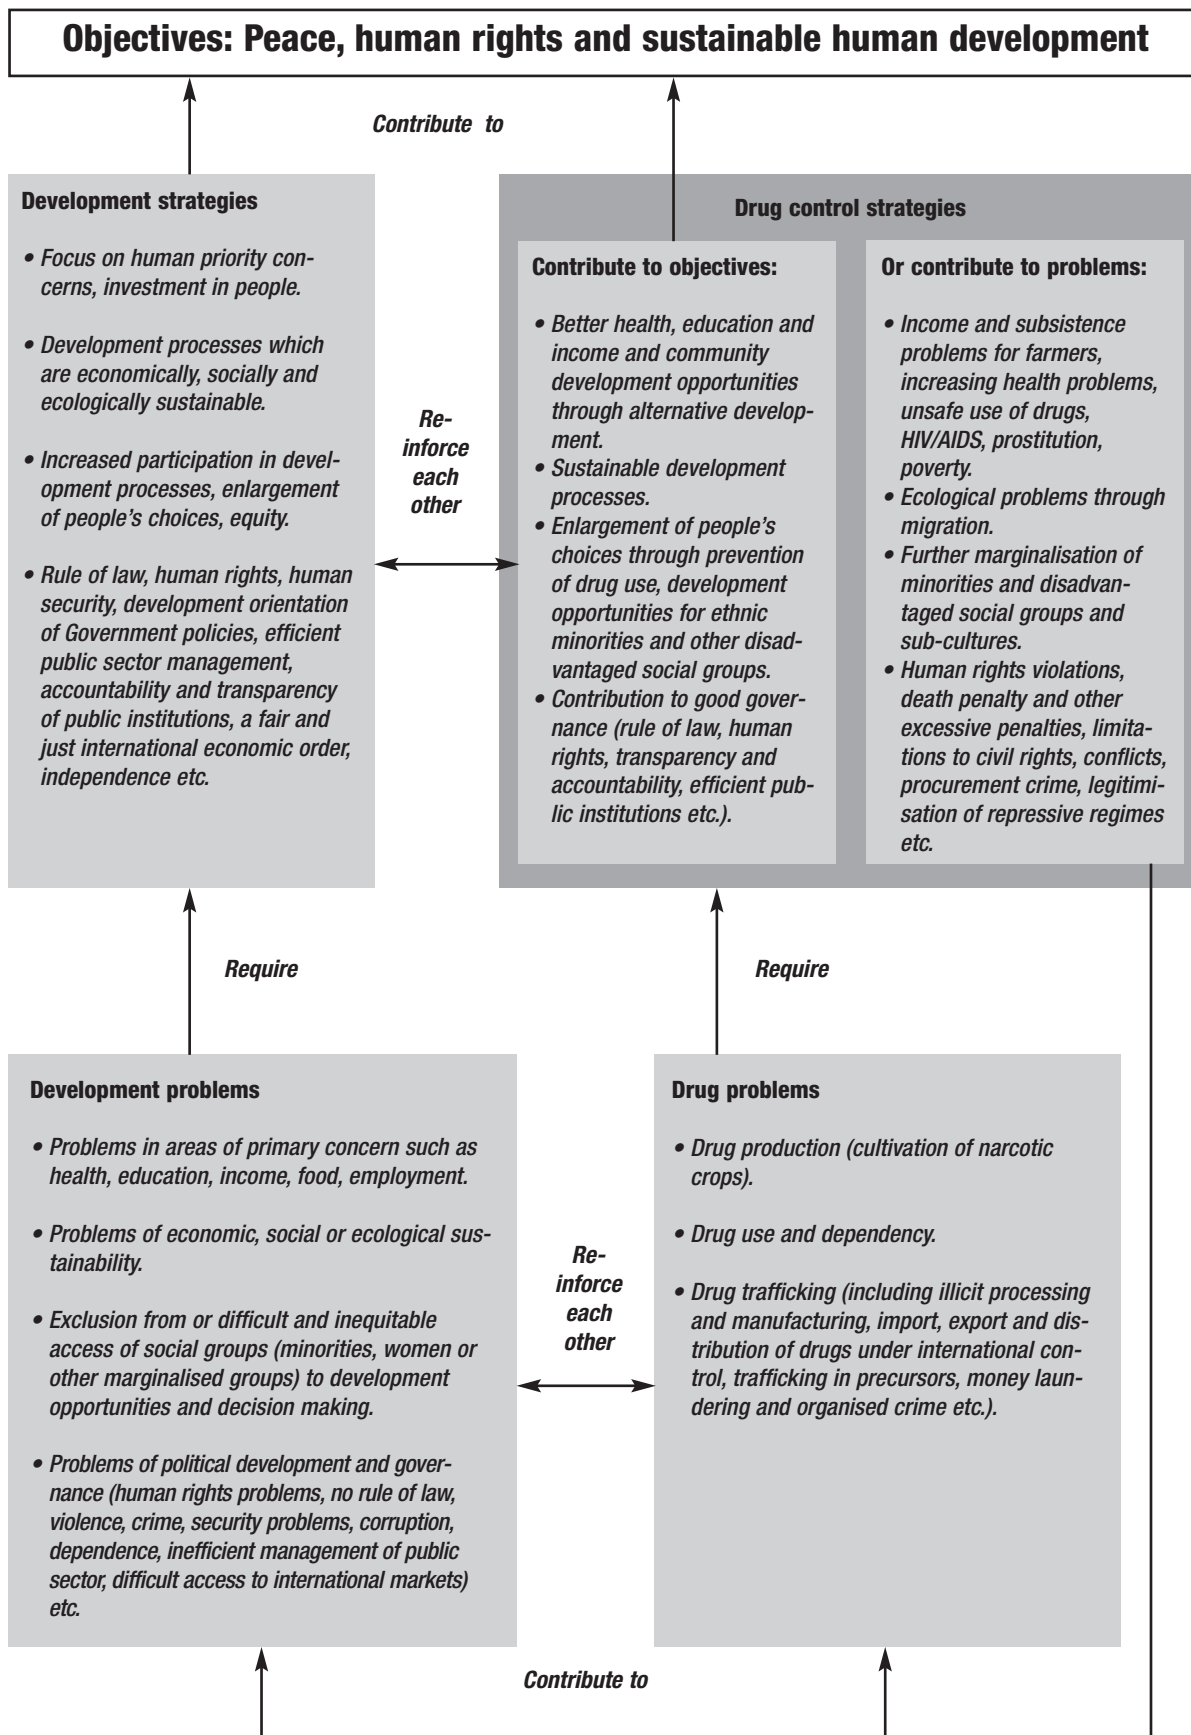 Objectives: Peace, human rights and sustainable human development
Contribute to
Development strategies
• Focus on human priority con-
cerns, investment in people.
• Development processes which
are economically, socially and
ecologically sustainable.
• Increased participation in devel-
opment processes, enlargement
of people's choices, equity.
• Rule of law, human rights, human
security, development orientation
of Government policies, efficient
public sector management,
accountability and transparency
of public institutions, a fair and
just international economic order,
independence etc.
Re-
inforce
each
other
Drug control strategies
Contribute to objectives:
• Better health, education and
income and community
development opportunities
through alternative develop-
ment.
• Sustainable development
processes.
• Enlargement of people's
choices through prevention
of drug use, development
opportunities for ethnic
minorities and other disad-
vantaged social groups.
• Contribution to good gover-
nance (rule of law, human
rights, transparency and
accountability, efficient pub-
lic institutions etc.).
Or contribute to problems:
• Income and subsistence
problems for farmers,
increasing health problems,
unsafe use of drugs,
HIV/AIDS, prostitution,
poverty.
• Ecological problems through
migration.
• Further marginalisation of
minorities and disadvan-
taged social groups and
sub-cultures.
• Human rights violations,
death penalty and other
excessive penalties, limita-
tions to civil rights, conflicts,
procurement crime, legitimi-
sation of repressive regimes
etc.
Require
Require
Development problems
• Problems in areas of primary concern such as
health, education, income, food, employment.
• Problems of economic, social or ecological sus-
tainability.
• Exclusion from or difficult and inequitable
access of social groups (minorities, women or
other marginalised groups) to development
opportunities and decision making.
• Problems of political development and gover-
nance (human rights problems, no rule of law,
violence, crime, security problems, corruption,
dependence, inefficient management of public
sector, difficult access to international markets)
etc.
Re-
inforce
each
other
Drug problems
• Drug production (cultivation of narcotic
crops).
• Drug use and dependency.
• Drug trafficking (including illicit processing
and manufacturing, import, export and dis-
tribution of drugs under international con-
trol, trafficking in precursors, money laun-
dering and organised crime etc.).
Contribute to